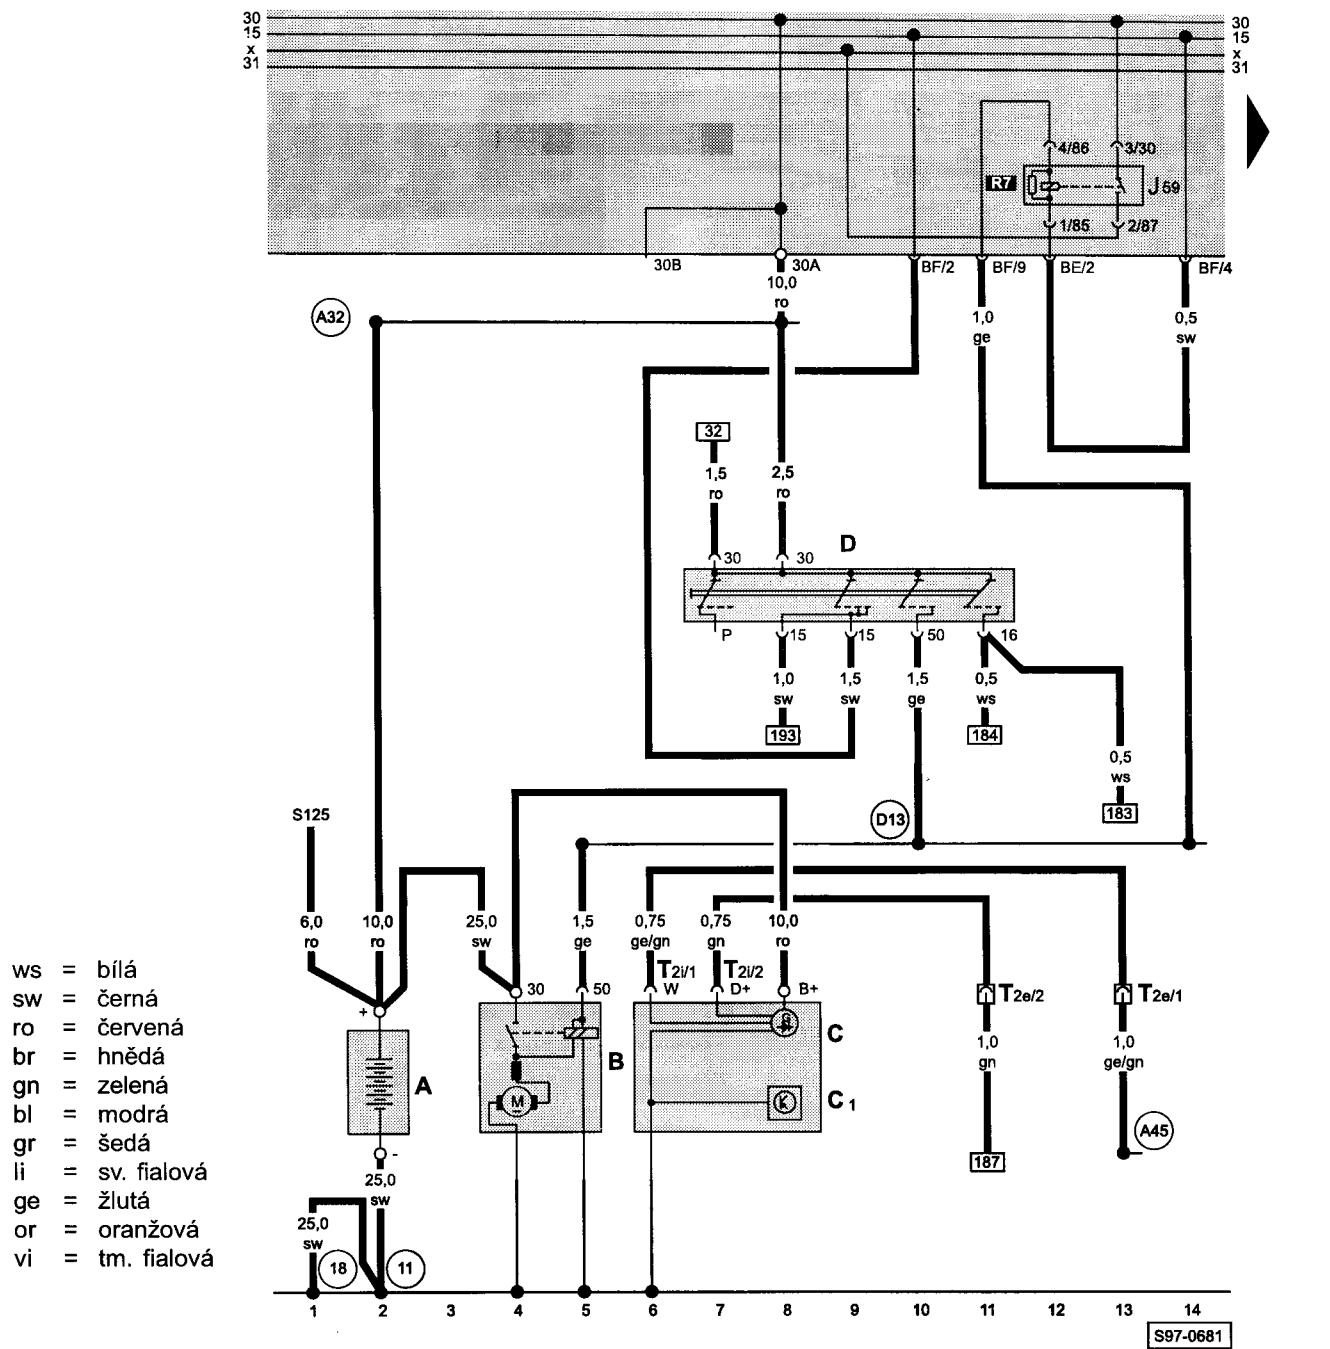 30 30
15 15
x x
31 31
4/86 3/30
R7 J 59
1/85 2/87
30B 30A BF/2 BF/9 BE/2 BF/4
10,0
ro
A32
1,0 0,5
ge sw
32
1,5 2,5
ro ro
D
30 30
P 15 15 50 16
1,0 1,5 1,5 0,5
sw sw ge ws
193 184
0,5
ws
183
S125
D13
6,0 10,0 25,0 1,5 0,75 0,75 10,0
ro ro sw ge ge/gn gn ro
T2i/1 T2i/2
30 50 W D+ B+
T2e/2 T2e/1
+
G
C
1,0 1,0
gn ge/gn
A B
M
C 1
A45
187
-
25,0
sw
25,0
sw
18 11
1 2 3 4 5 6 7 8 9 10 11 12 13 14
S97-0681
ws = bílá
sw = černá
ro = červená
br = hnědá
gn = zelená
bl = modrá
gr = šedá
li = sv. fialová
ge = žlutá
or = oranžová
vi = tm. fialová